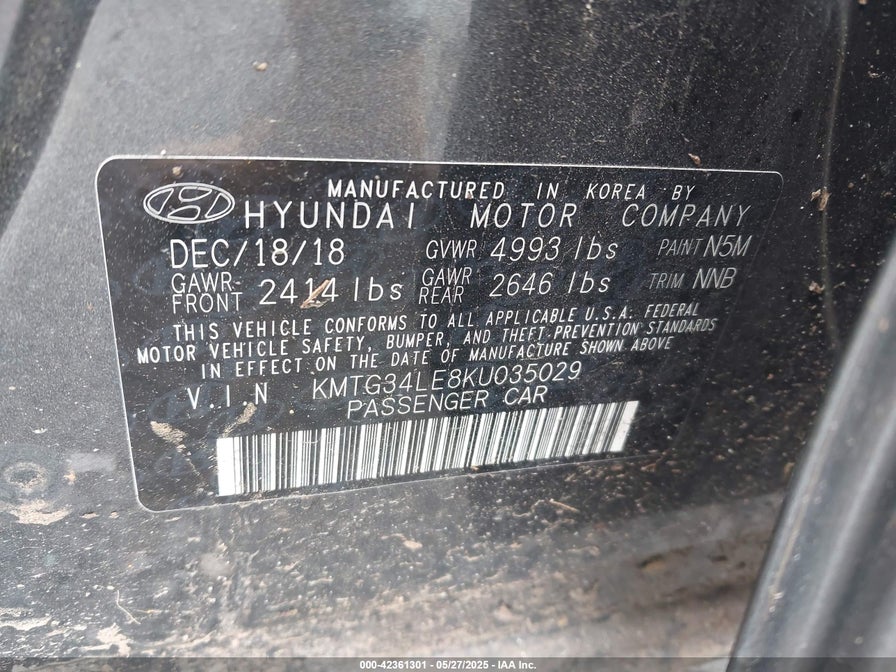 MANUFACTURED IN KOREA BY
HYUNDAI MOTOR COMPANY
DEC/18/18 GVWR 4993 lbs PAINT N5M
GAWR FRONT 2414 lbs GAWR REAR 2646 lbs TRIM NNB
THIS VEHICLE CONFORMS TO ALL APPLICABLE U.S.A. FEDERAL
MOTOR VEHICLE SAFETY, BUMPER, AND THEFT PREVENTION STANDARDS
IN EFFECT ON THE DATE OF MANUFACTURE SHOWN ABOVE
V.I.N KMTG34LE8KU035029
PASSENGER CAR
000-42361301 | 05/27/2025 - IAA Inc.